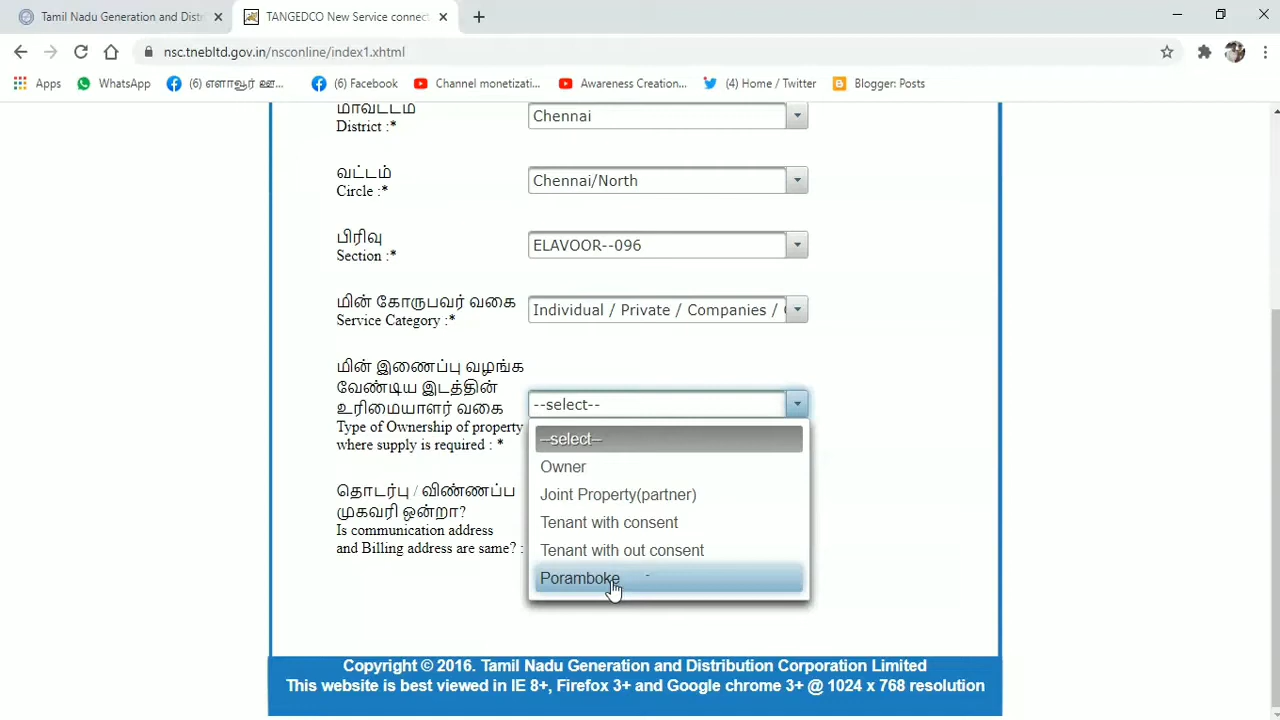 Tamil Nadu Generation and Distri
TANGEDCO New Service connect
nsc.tnebltd.gov.in/nsconline/index1.xhtml
Apps
WhatsApp
(6) எளாவூர் ஊ...
(6) Facebook
Channel monetizati...
Awareness Creation...
(4) Home / Twitter
Blogger: Posts
மாவட்டம்
District :*
Chennai
வட்டம்
Circle :*
Chennai/North
பிரிவு
Section :*
ELAVOOR--096
மின் கோருபவர் வகை
Service Category :*
Individual / Private / Companies /
மின் இணைப்பு வழங்க
வேண்டிய இடத்தின்
உரிமையாளர் வகை
Type of Ownership of property
where supply is required : *
--select--
--select--
Owner
Joint Property(partner)
Tenant with consent
Tenant with out consent
Poramboke
தொடர்பு / விண்ணப்ப
முகவரி ஒன்றா?
Is communication address
and Billing address are same? :
Copyright © 2016. Tamil Nadu Generation and Distribution Corporation Limited
This website is best viewed in IE 8+, Firefox 3+ and Google chrome 3+ @ 1024 x 768 resolution